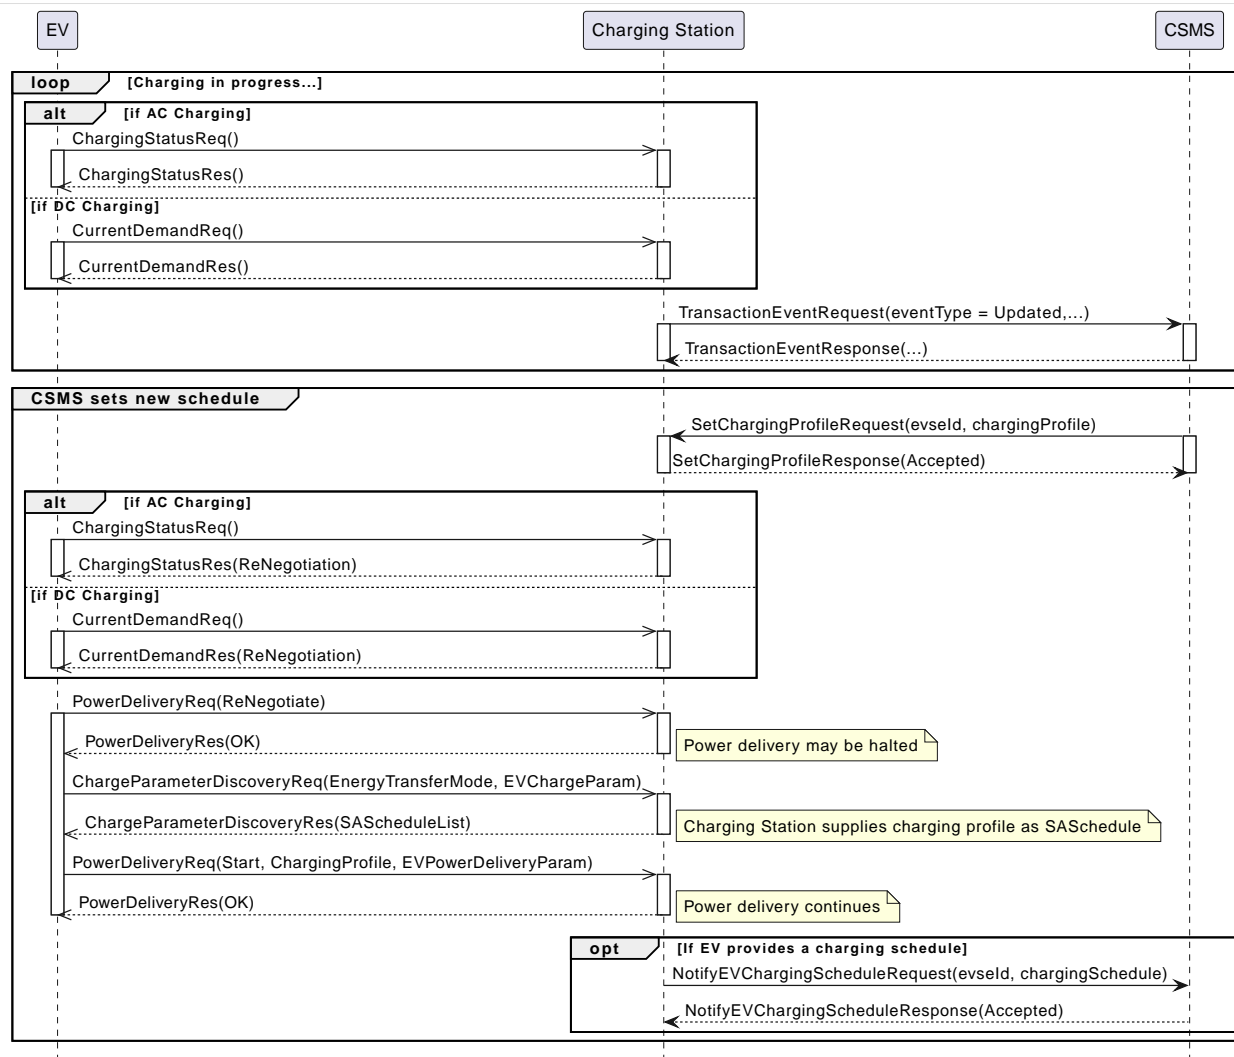 EV
Charging Station
CSMS
loop [Charging in progress...]
alt [if AC Charging]
ChargingStatusReq()
ChargingStatusRes()
[if DC Charging]
CurrentDemandReq()
CurrentDemandRes()
TransactionEventRequest(eventType = Updated,...)
TransactionEventResponse(...)
CSMS sets new schedule
SetChargingProfileRequest(evseId, chargingProfile)
SetChargingProfileResponse(Accepted)
alt [if AC Charging]
ChargingStatusReq()
ChargingStatusRes(ReNegotiation)
[if DC Charging]
CurrentDemandReq()
CurrentDemandRes(ReNegotiation)
PowerDeliveryReq(ReNegotiate)
PowerDeliveryRes(OK)
Power delivery may be halted
ChargeParameterDiscoveryReq(EnergyTransferMode, EVChargeParam)
ChargeParameterDiscoveryRes(SAScheduleList)
Charging Station supplies charging profile as SASchedule
PowerDeliveryReq(Start, ChargingProfile, EVPowerDeliveryParam)
PowerDeliveryRes(OK)
Power delivery continues
opt [If EV provides a charging schedule]
NotifyEVChargingScheduleRequest(evseId, chargingSchedule)
NotifyEVChargingScheduleResponse(Accepted)